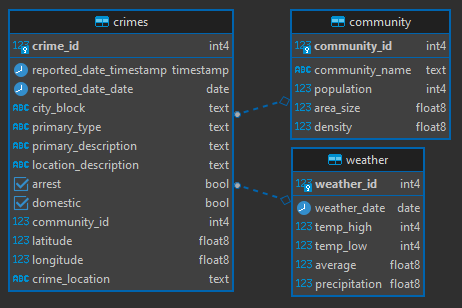 crimes
123 crime_id int4
reported_date_timestamp timestamp
reported_date_date date
ABC city_block text
ABC primary_type text
ABC primary_description text
ABC location_description text
arrest bool
domestic bool
123 community_id int4
123 latitude float8
123 longitude float8
ABC crime_location text
community
123 community_id int4
ABC community_name text
123 population int4
123 area_size float8
123 density float8
weather
123 weather_id int4
weather_date date
123 temp_high int4
123 temp_low int4
123 average float8
123 precipitation float8